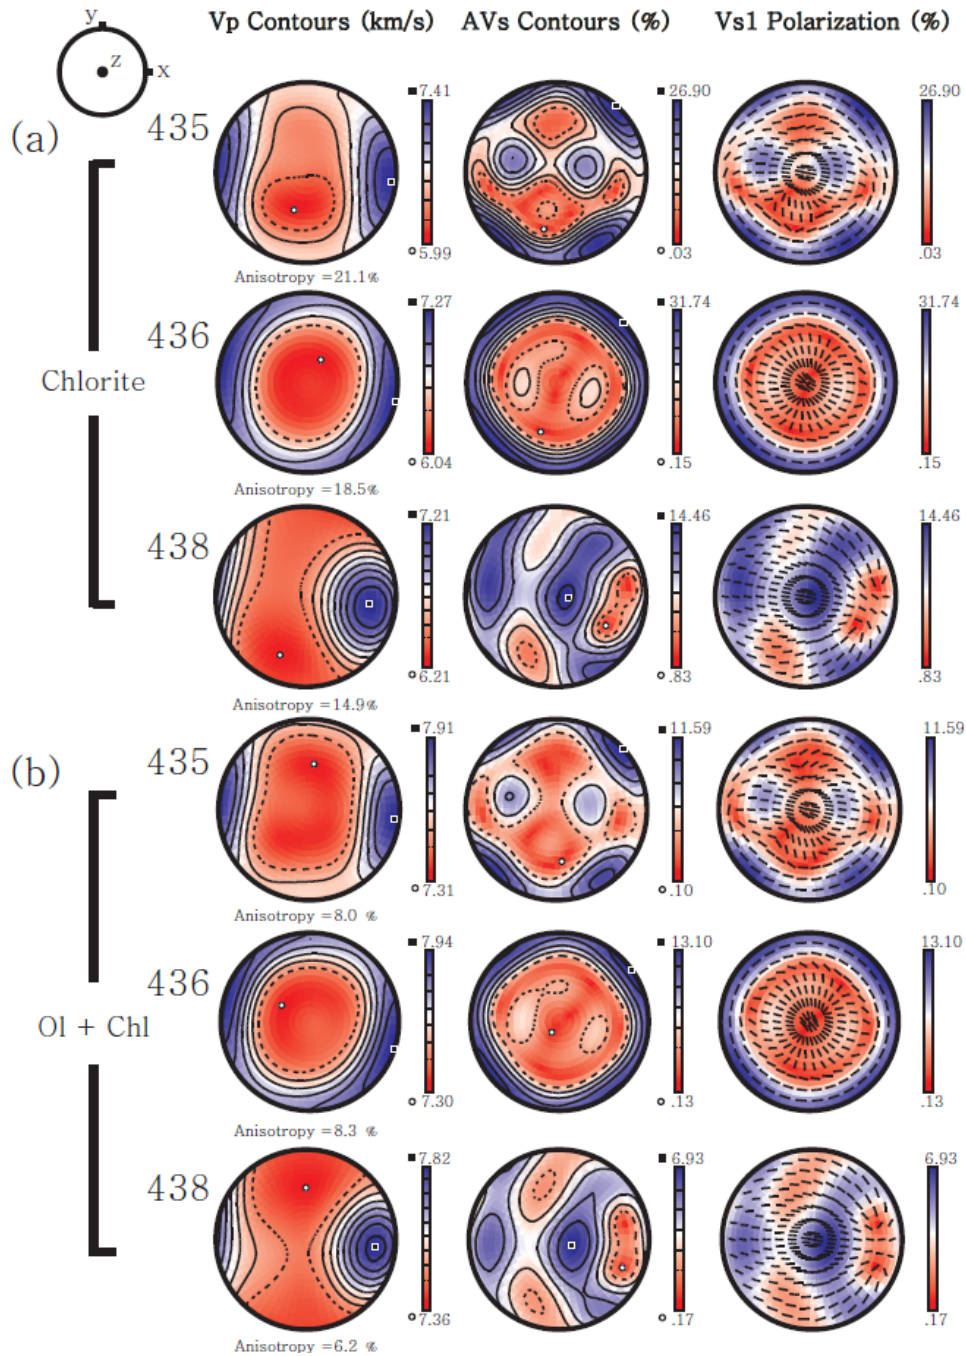 Vp Contours (km/s) AVs Contours (%) Vs1 Polarization (%)
y
z
x
(a)
435
7.41 26.90 26.90
5.99 .03 .03
Anisotropy =21.1%
436
7.27 31.74 31.74
Chlorite
6.04 .15 .15
Anisotropy =18.5%
438
7.21 14.46 14.46
6.21 .83 .83
Anisotropy =14.9%
(b)
435
7.91 11.59 11.59
7.31 .10 .10
Anisotropy =8.0 %
436
7.94 13.10 13.10
Ol + Chl
7.30 .13 .13
Anisotropy =8.3 %
438
7.82 6.93 6.93
7.36 .17 .17
Anisotropy =6.2 %